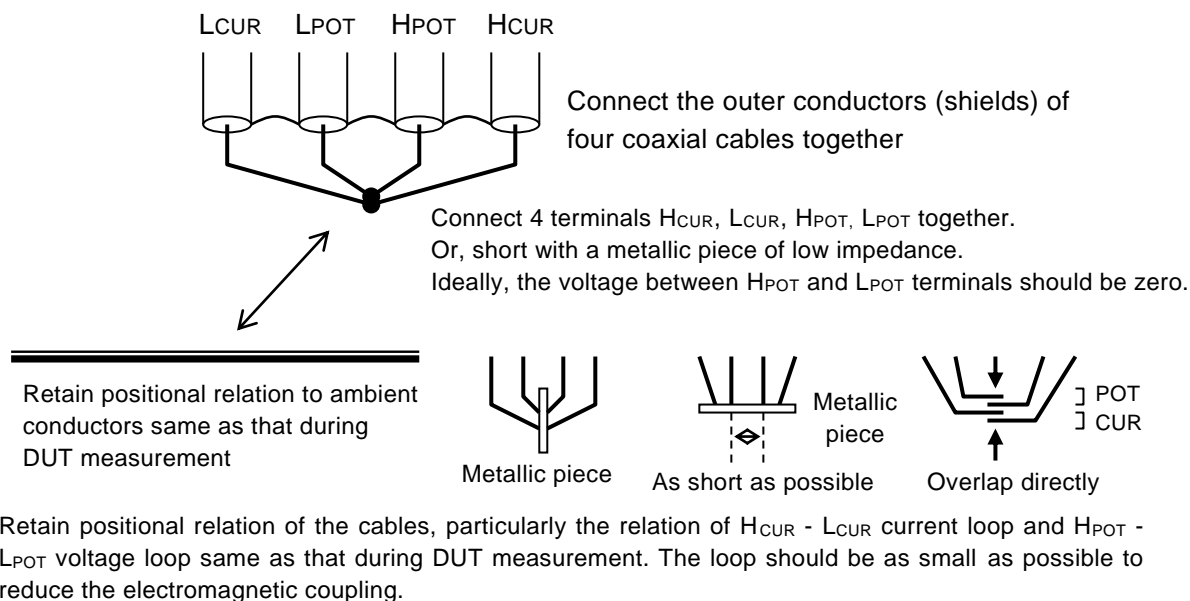 LCUR LPOT HPOT HCUR
Connect the outer conductors (shields) of
four coaxial cables together
Connect 4 terminals HCUR, LCUR, HPOT, LPOT together.
Or, short with a metallic piece of low impedance.
Ideally, the voltage between HPOT and LPOT terminals should be zero.
Retain positional relation to ambient
conductors same as that during
DUT measurement
Metallic piece
Metallic
piece
As short as possible
POT
CUR
Overlap directly
Retain positional relation of the cables, particularly the relation of HCUR - LCUR current loop and HPOT -
LPOT voltage loop same as that during DUT measurement. The loop should be as small as possible to
reduce the electromagnetic coupling.